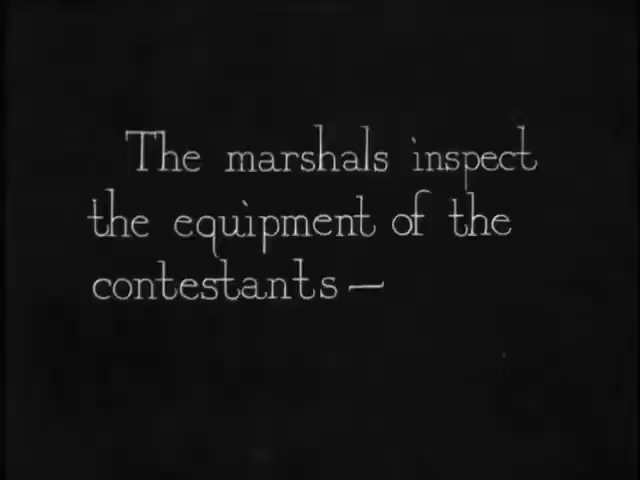 The marshals inspect
the equipment of the
contestants —